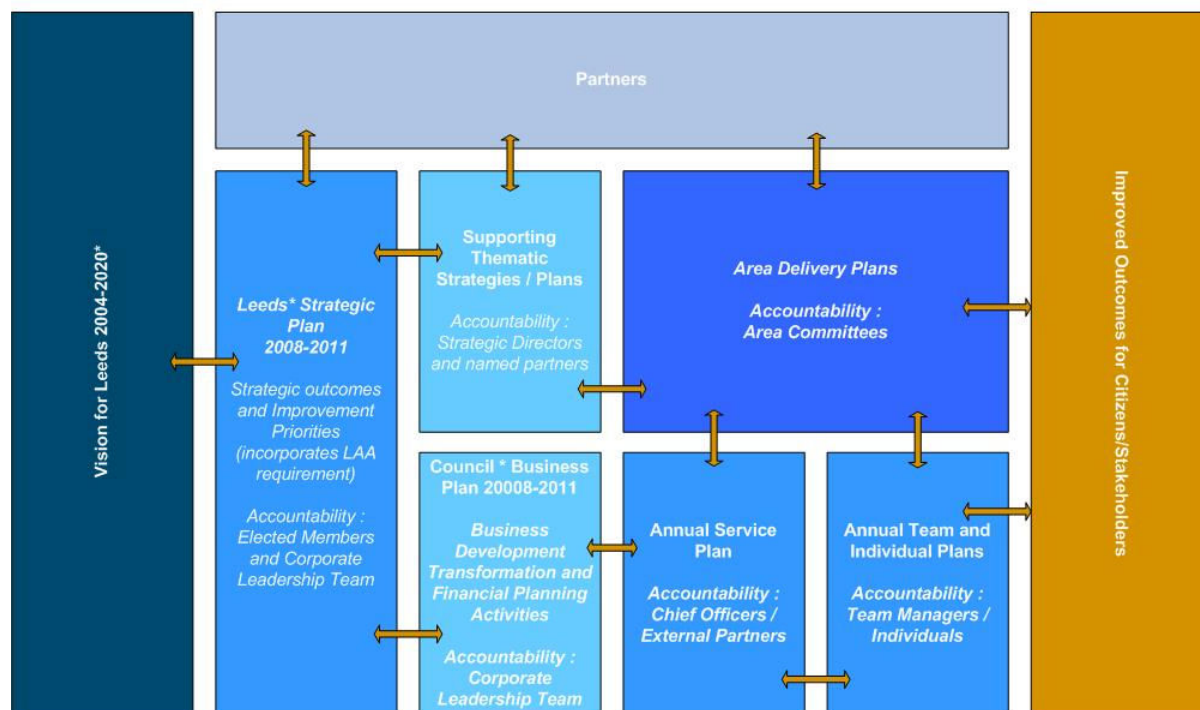 Vision for Leeds 2004-2020*
Partners
Leeds* Strategic
Plan
2008-2011
Strategic outcomes
and Improvement
Priorities
(incorporates LAA
requirement)
Accountability :
Elected Members
and Corporate
Leadership Team
Supporting
Thematic
Strategies / Plans
Accountability :
Strategic Directors
and named partners
Area Delivery Plans
Accountability :
Area Committees
Council * Business
Plan 20008-2011
Business
Development
Transformation and
Financial Planning
Activities
Accountability :
Corporate
Leadership Team
Annual Service
Plan
Accountability :
Chief Officers /
External Partners
Annual Team and
Individual Plans
Accountability :
Team Managers /
Individuals
Improved Outcomes for Citizens/Stakeholders